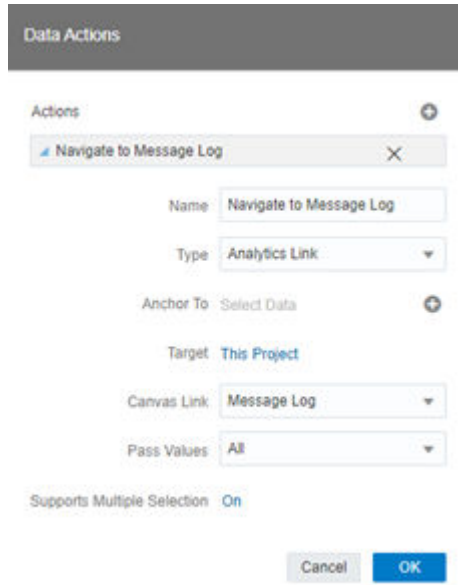 Data Actions
Actions
Navigate to Message Log
Name Navigate to Message Log
Type Analytics Link
Anchor To Select Data
Target This Project
Canvas Link Message Log
Pass Values All
Supports Multiple Selection On
Cancel OK